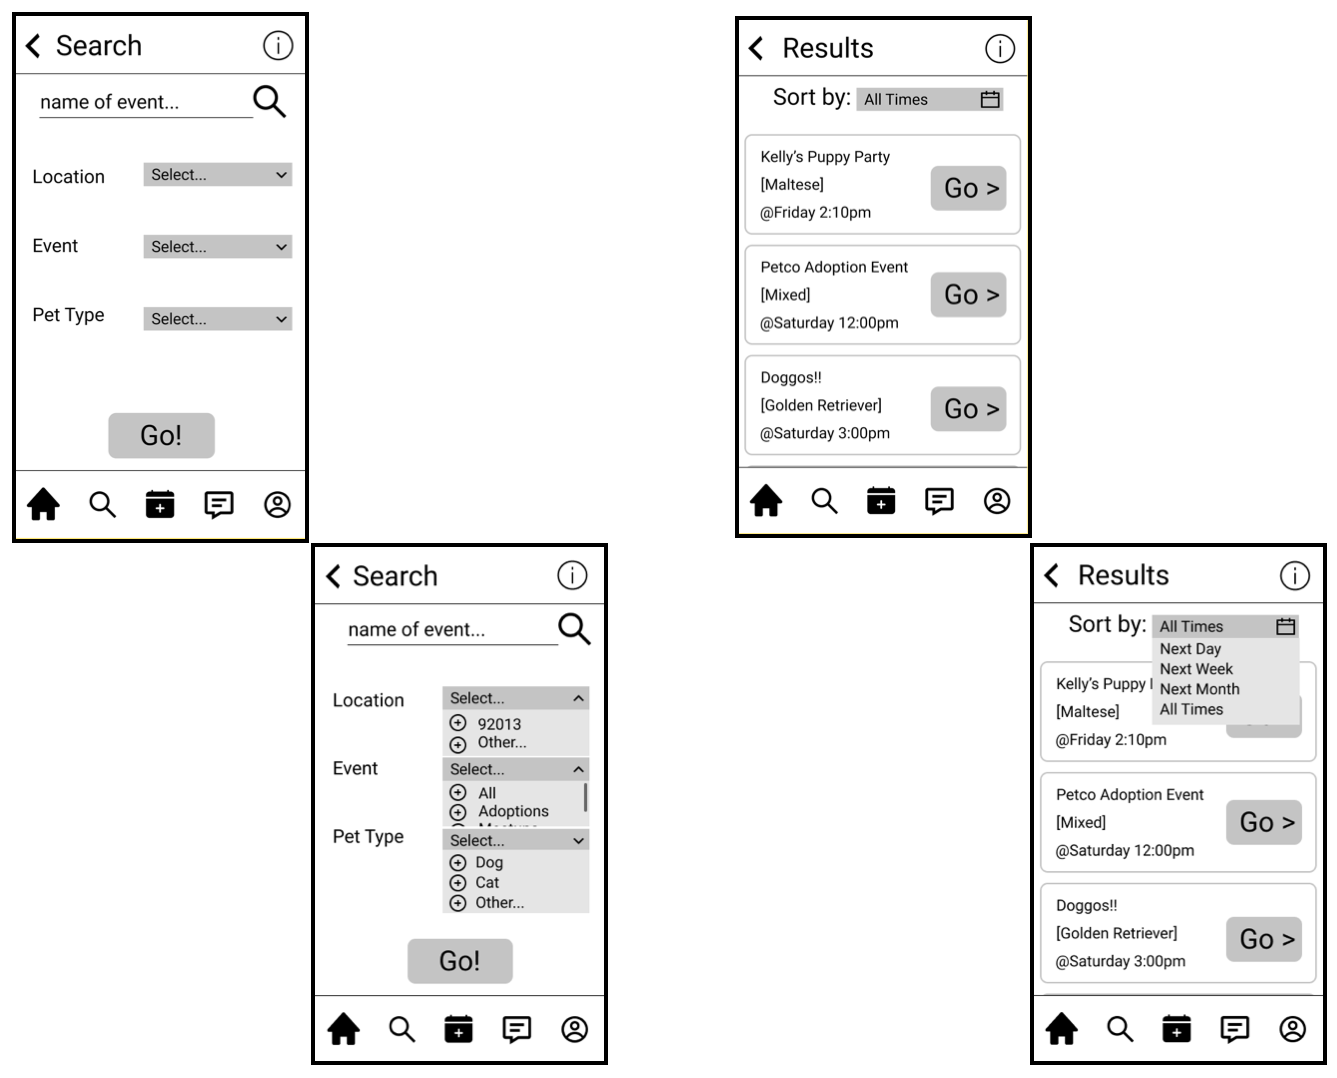 Search
name of event...
Location Select...
Event Select...
Pet Type Select...
Go!
Results
Sort by: All Times
Kelly's Puppy Party
[Maltese]
@Friday 2:10pm
Go >
Petco Adoption Event
[Mixed]
@Saturday 12:00pm
Go >
Doggos!!
[Golden Retriever]
@Saturday 3:00pm
Go >
Search
name of event...
Location Select...
92013
Other...
Event Select...
All
Adoptions
Pet Type Select...
Dog
Cat
Other...
Go!
Results
Sort by: All Times
Next Day
Next Week
Next Month
All Times
Kelly's Puppy
[Maltese]
@Friday 2:10pm
Petco Adoption Event
[Mixed]
@Saturday 12:00pm
Go >
Doggos!!
[Golden Retriever]
@Saturday 3:00pm
Go >